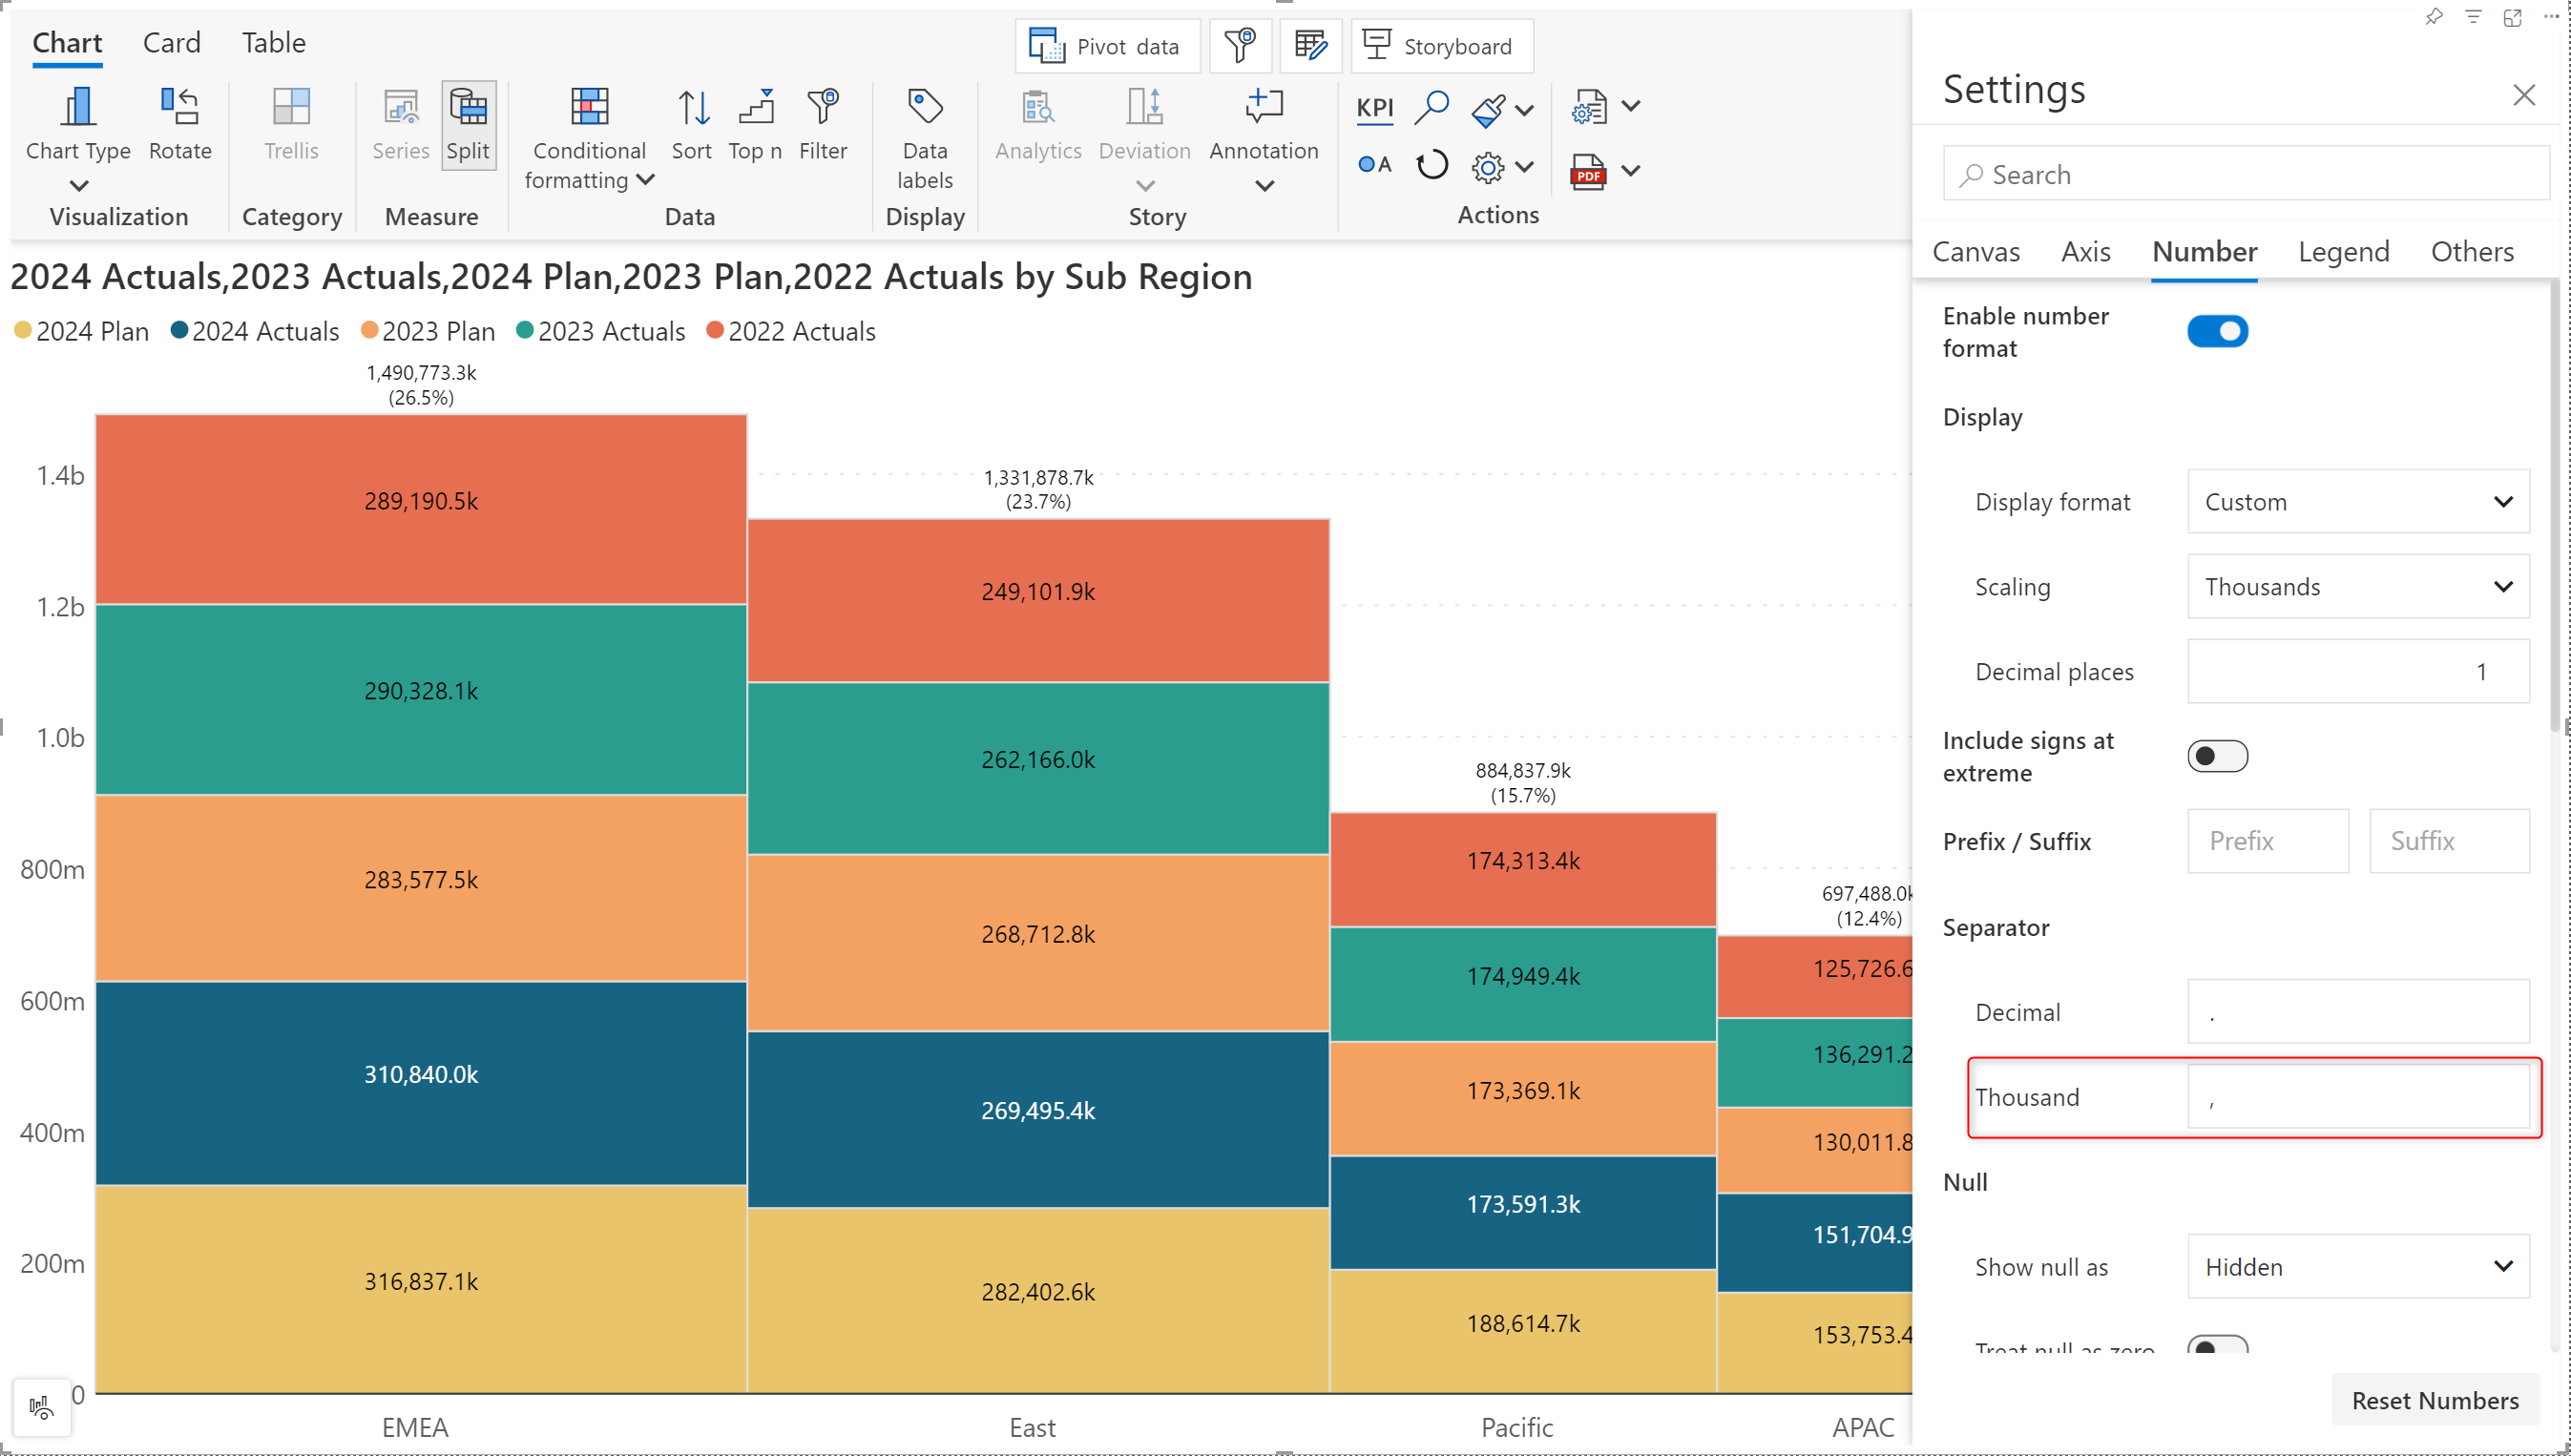 Chart Card Table
Pivot data
Storyboard
Chart Type
Rotate
Visualization
Trellis
Category
Series
Split
Measure
Conditional formatting
Sort
Top n
Filter
Data
Data labels
Display
Analytics
Deviation
Annotation
Story
KPI
A
PDF
Actions
2024 Actuals,2023 Actuals,2024 Plan,2023 Plan,2022 Actuals by Sub Region
2024 Plan 2024 Actuals 2023 Plan 2023 Actuals 2022 Actuals
1.4b
1.2b
1.0b
800m
600m
400m
200m
0
1,490,773.3k
(26.5%)
289,190.5k
290,328.1k
283,577.5k
310,840.0k
316,837.1k
EMEA
1,331,878.7k
(23.7%)
249,101.9k
262,166.0k
268,712.8k
269,495.4k
282,402.6k
East
884,837.9k
(15.7%)
174,313.4k
174,949.4k
173,369.1k
173,591.3k
188,614.7k
Pacific
697,488.0k
(12.4%)
125,726.6
136,291.2
130,011.8
151,704.9
153,753.4
APAC
Settings
Search
Canvas Axis Number Legend Others
Enable number
format
Display
Display format Custom
Scaling Thousands
Decimal places 1
Include signs at
extreme
Prefix / Suffix Prefix Suffix
Separator
Decimal .
Thousand ,
Null
Show null as Hidden
Treat null as zero
Reset Numbers